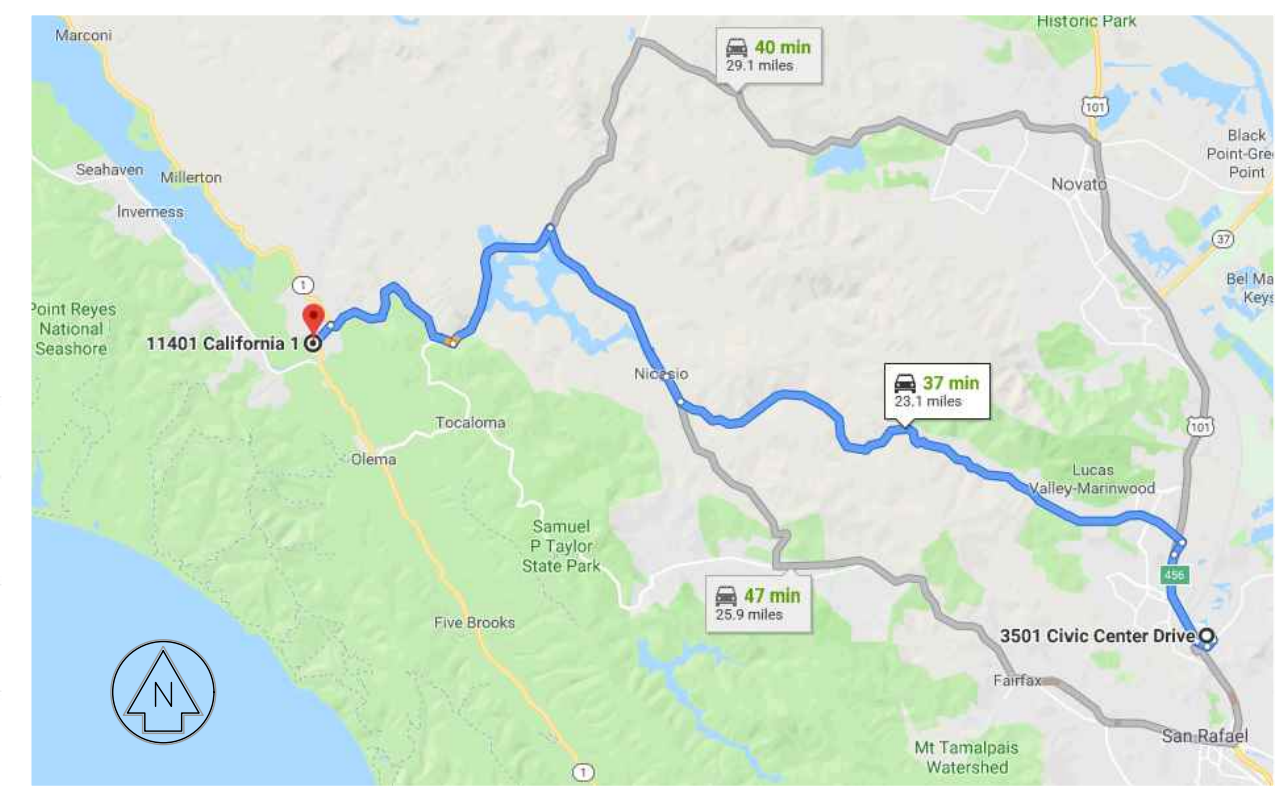 Historic Park
Marconi
40 min
29.1 miles
101
Black
Point-Gre
Point
Seahaven
Millerton
Novato
Inverness
37
1
Bel Ma
Keys
Point Reyes
National
Seashore
11401 California 1
Nicasio
37 min
23.1 miles
Tocaloma
101
Olema
Lucas
Valley-Marinwood
Samuel
P Taylor
State Park
456
47 min
25.9 miles
Five Brooks
3501 Civic Center Drive
Fairfax
N
San Rafael
Mt Tamalpais
Watershed
1